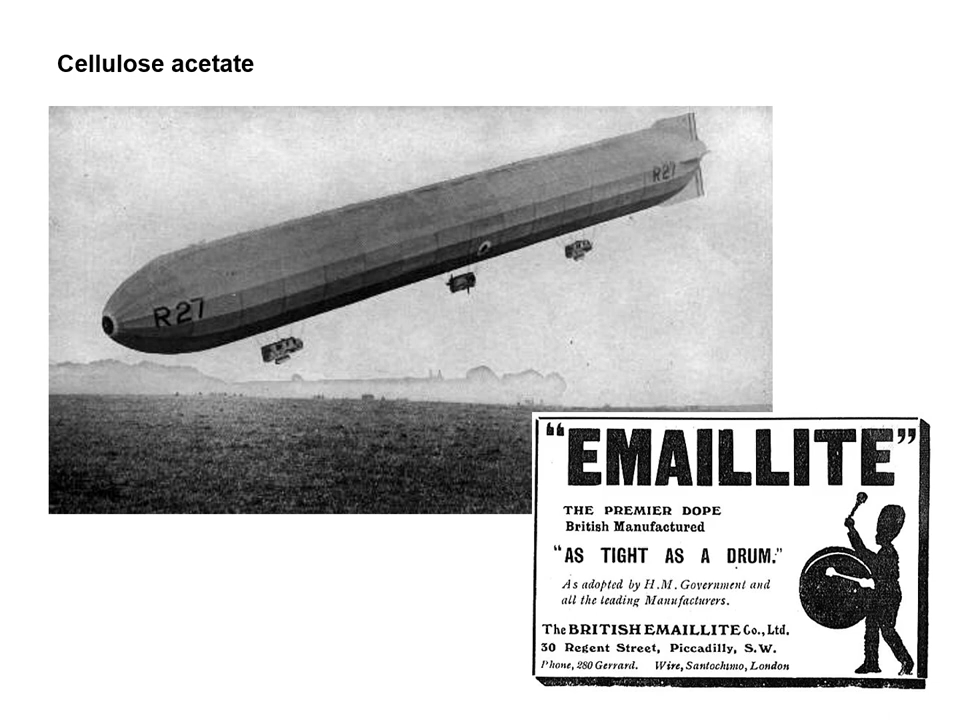 Cellulose acetate
R27
R27
"EMAILLITE"
THE PREMIER DOPE
British Manufactured
"AS TIGHT AS A DRUM."
As adopted by H.M. Government and
all the leading Manufacturers.
The BRITISH EMAILLITE Co., Ltd.
30 Regent Street, Piccadilly, S.W.
Phone, 280 Gerrard. Wire, Santochimo, London